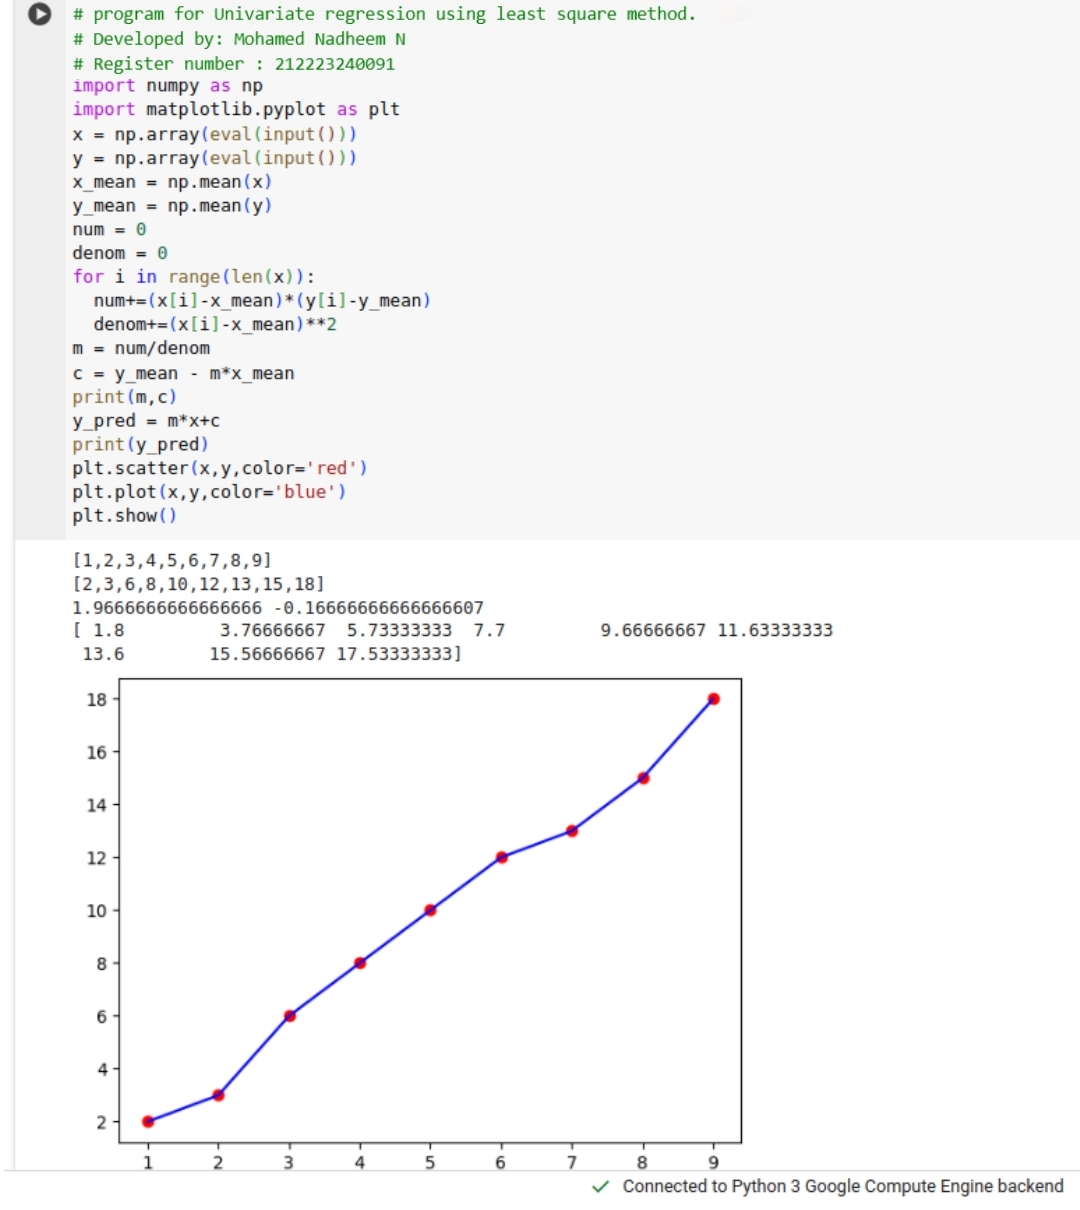 # program for Univariate regression using least square method.
# Developed by: Mohamed Nadheem N
# Register number : 212223240091
import numpy as np
import matplotlib.pyplot as plt
x = np.array(eval(input()))
y = np.array(eval(input()))
x_mean = np.mean(x)
y_mean = np.mean(y)
num = 0
denom = 0
for i in range(len(x)):
  num+=(x[i]-x_mean)*(y[i]-y_mean)
  denom+=(x[i]-x_mean)**2
m = num/denom
c = y_mean - m*x_mean
print(m,c)
y_pred = m*x+c
print(y_pred)
plt.scatter(x,y,color='red')
plt.plot(x,y,color='blue')
plt.show()
[1,2,3,4,5,6,7,8,9]
[2,3,6,8,10,12,13,15,18]
1.9666666666666666 -0.16666666666666607
[ 1.8         3.76666667  5.73333333  7.7         9.66666667 11.63333333
 13.6        15.56666667 17.53333333]
18
16
14
12
10
8
6
4
2
1 2 3 4 5 6 7 8 9
Connected to Python 3 Google Compute Engine backend